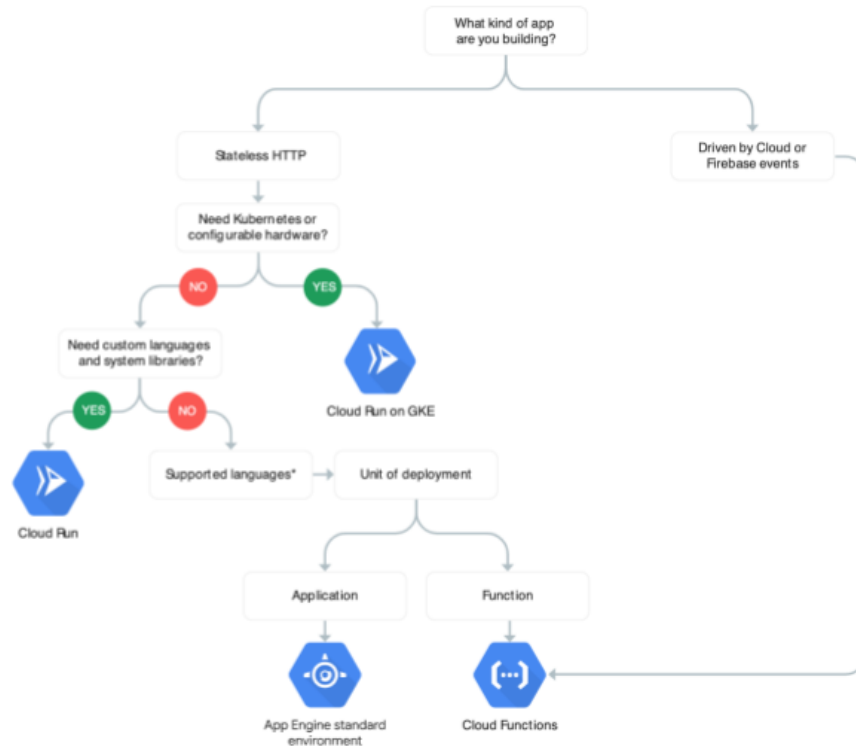 What kind of app
are you building?
Stateless HTTP
Driven by Cloud or
Firebase events
Need Kubernetes or
configurable hardware?
NO
YES
Need custom languages
and system libraries?
Cloud Run on GKE
YES
NO
Supported languages*
Unit of deployment
Cloud Run
Application
Function
App Engine standard
environment
Cloud Functions